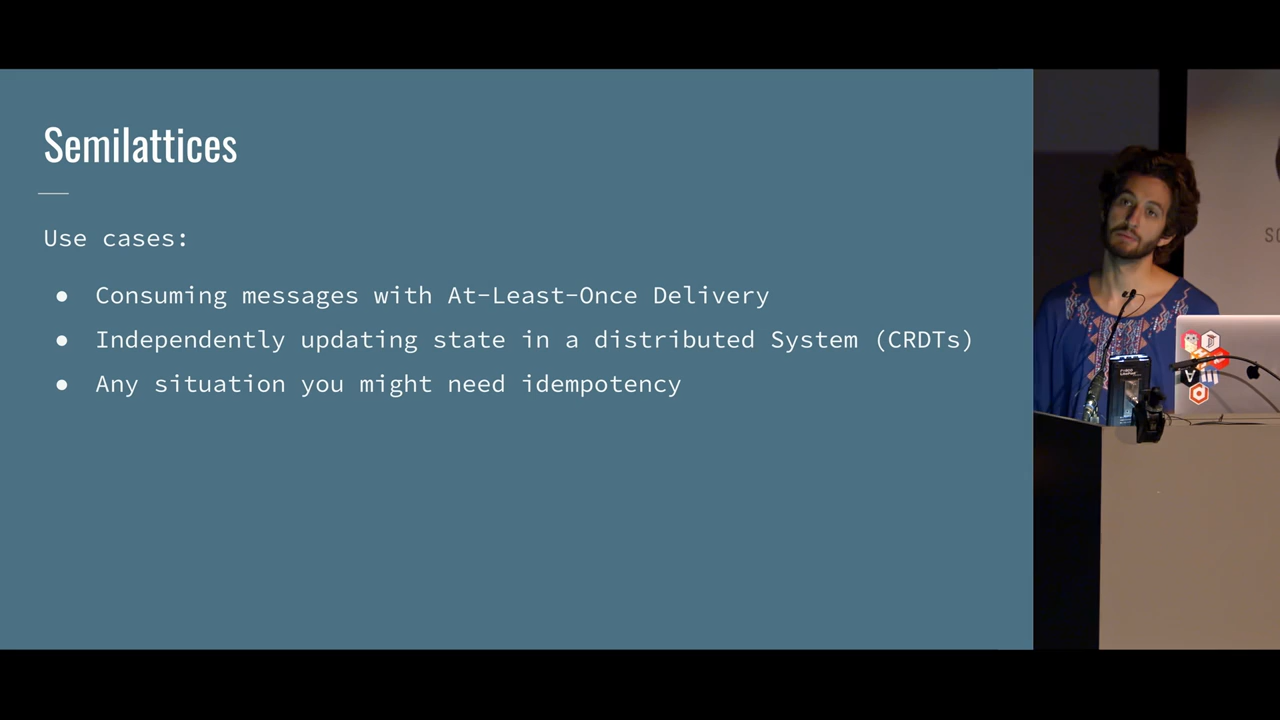 Semilattices
Use cases:
● Consuming messages with At-Least-Once Delivery
● Independently updating state in a distributed System (CRDTs)
● Any situation you might need idempotency